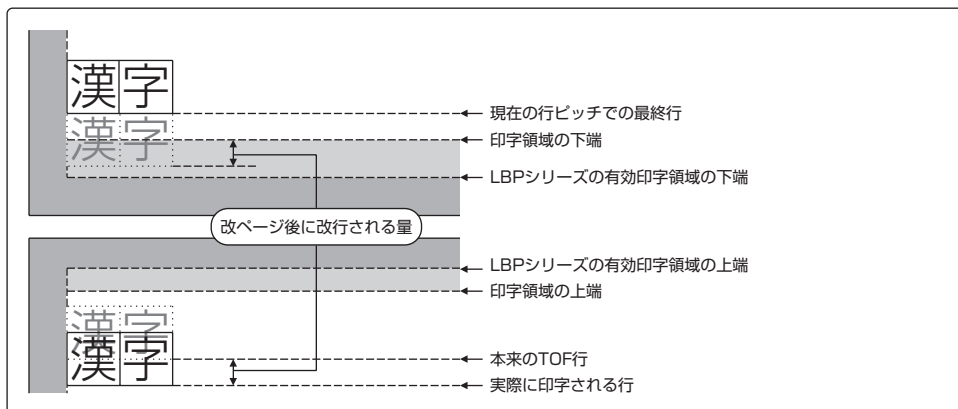 漢字
漢字
現在の行ピッチでの最終行
印字領域の下端
LBPシリーズの有効印字領域の下端
改ページ後に改行される量
LBPシリーズの有効印字領域の上端
印字領域の上端
漢字
漢字
本来のTOF行
実際に印字される行